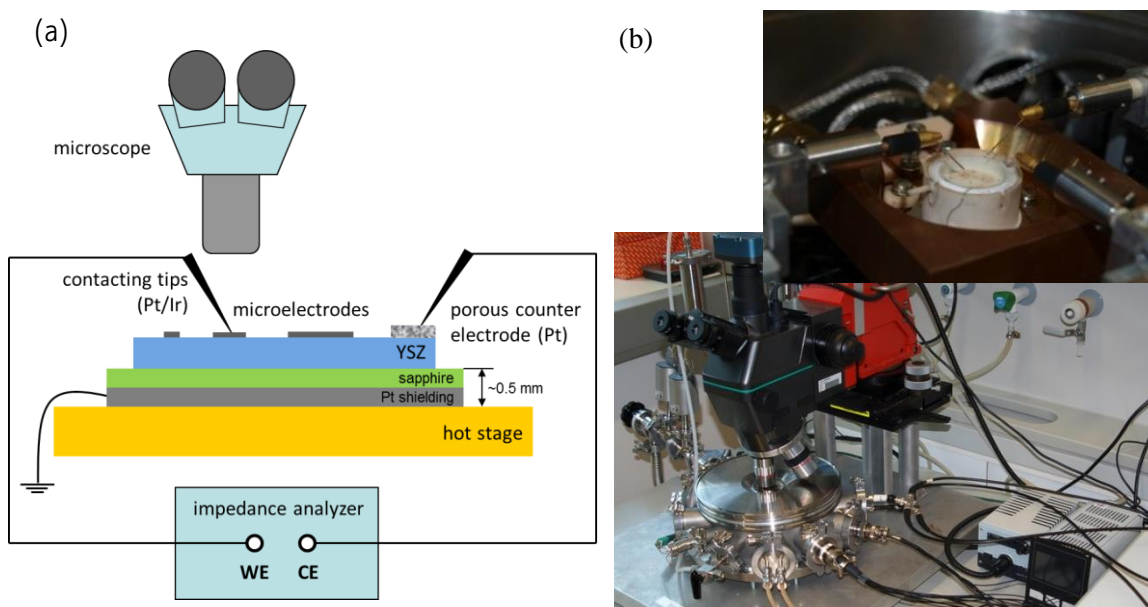 (a)
(b)
microscope
contacting tips
(Pt/Ir)
microelectrodes
porous counter
electrode (Pt)
YSZ
sapphire
~0.5 mm
Pt shielding
hot stage
impedance analyzer
WE
CE